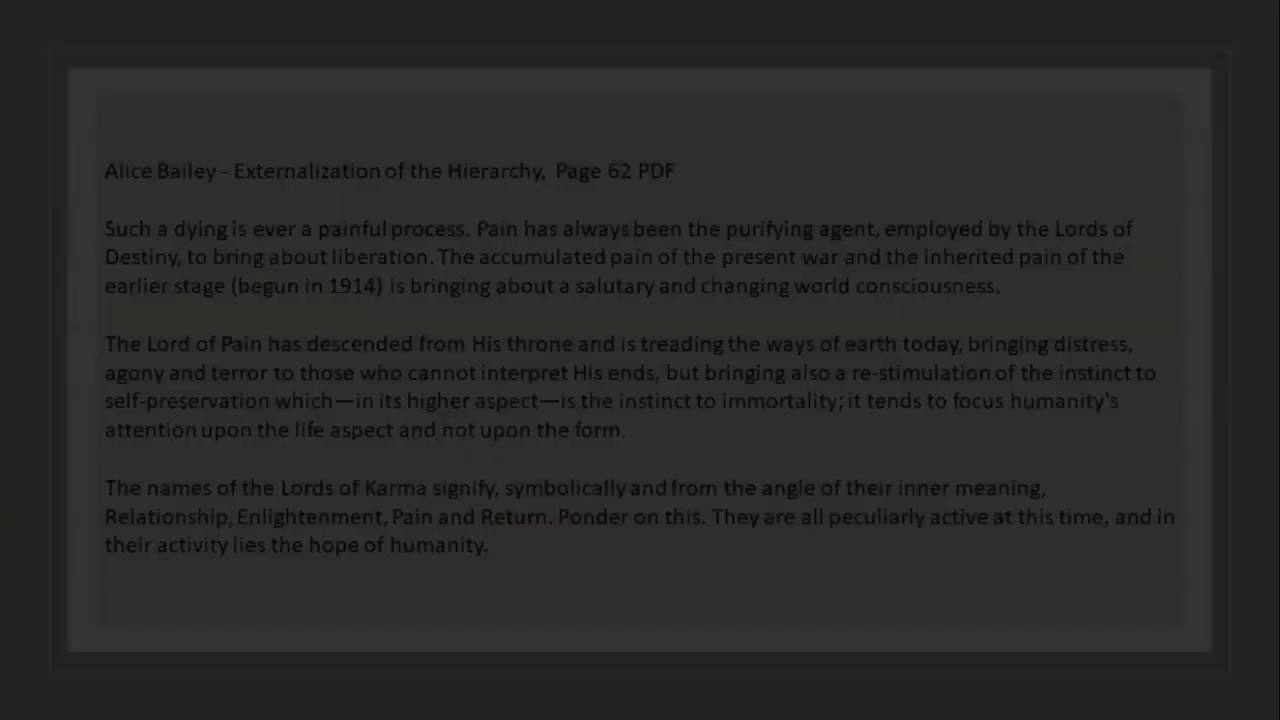 Alice Bailey - Externalization of the Hierarchy, Page 62 PDF
Such a dying is ever a painful process. Pain has always been the purifying agent, employed by the Lords of
Destiny, to bring about liberation. The accumulated pain of the present war and the inherited pain of the
earlier stage (begun in 1914) is bringing about a salutary and changing world consciousness.
The Lord of Pain has descended from His throne and is treading the ways of earth today, bringing distress,
agony and terror to those who cannot interpret His ends, but bringing also a re-stimulation of the instinct to
self-preservation which—in its higher aspect—is the instinct to immortality; it tends to focus humanity's
attention upon the life aspect and not upon the form.
The names of the Lords of Karma signify, symbolically and from the angle of their inner meaning,
Relationship, Enlightenment, Pain and Return. Ponder on this. They are all peculiarly active at this time, and in
their activity lies the hope of humanity.